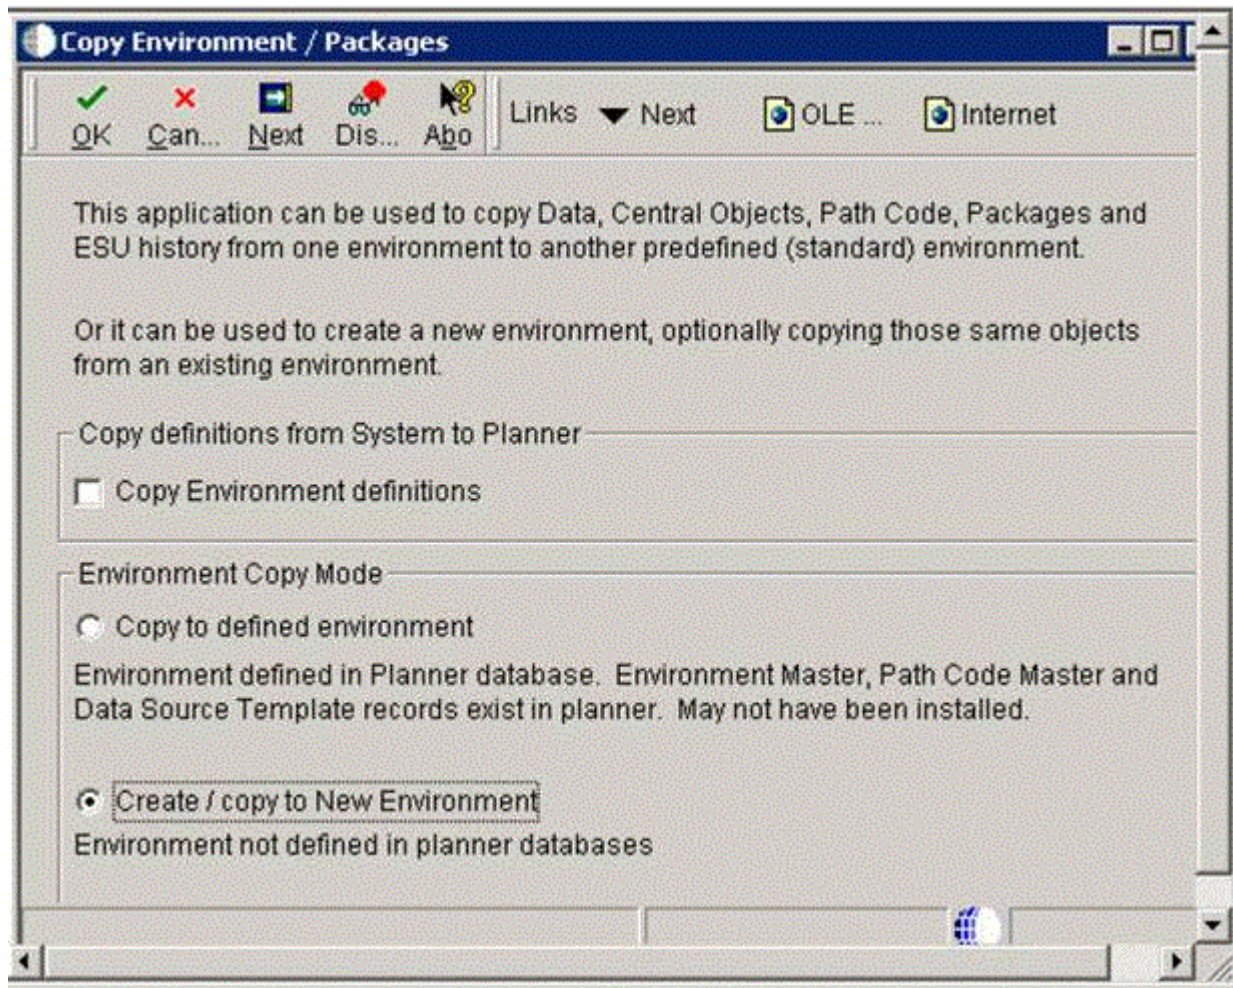 Copy Environment / Packages
OK Can... Next Dis... Abo Links Next OLE ... Internet
This application can be used to copy Data, Central Objects, Path Code, Packages and
ESU history from one environment to another predefined (standard) environment.
Or it can be used to create a new environment, optionally copying those same objects
from an existing environment.
Copy definitions from System to Planner
Copy Environment definitions
Environment Copy Mode
Copy to defined environment
Environment defined in Planner database. Environment Master, Path Code Master and
Data Source Template records exist in planner. May not have been installed.
Create / copy to New Environment
Environment not defined in planner databases